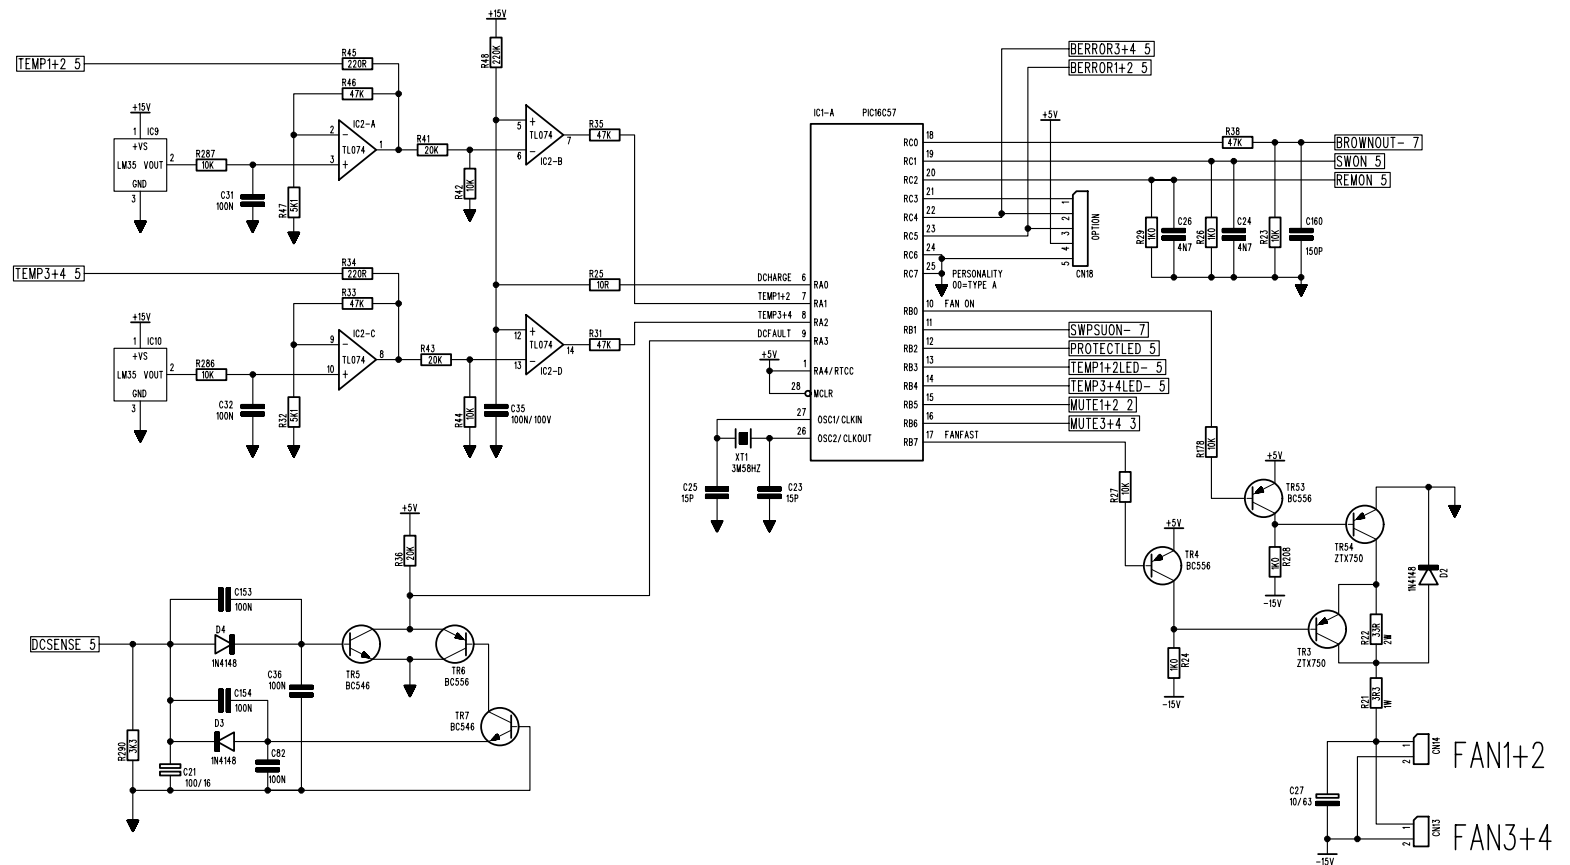 TEMP1+2 5
R45
220R
R46
47K
+15V
1
IC9
+VS
LM35 VOUT
2
GND
3
R287
10K
C31
100N
R47
5K1
IC2-A
2
3
TL074
1
R41
20K
R42
10K
+15V
R48
220K
5
6
TL074
7
IC2-B
R35
47K
TEMP3+4 5
R34
220R
R33
47K
+15V
1
IC10
+VS
LM35 VOUT
2
GND
3
R286
10K
C32
100N
R32
5K1
IC2-C
9
10
TL074
8
R43
20K
R44
10K
C35
100N/100V
12
13
TL074
14
IC2-D
R31
47K
R25
10R
IC1-A
PIC16C57
DCHARGE 6 RA0
TEMP1+2 7 RA1
TEMP3+4 8 RA2
DCFAULT 9 RA3
+5V
1 RA4/RTCC
28 MCLR
27 OSC1/CLKIN
26 OSC2/CLKOUT
XT1
3M58HZ
C25
15P
C23
15P
RC0 18
RC1 19
RC2 20
RC3 21
RC4 22
RC5 23
RC6 24
RC7 25
RB0 10 FAN ON
RB1 11
RB2 12
RB3 13
RB4 14
RB5 15
RB6 16
RB7 17 FANFAST
BERROR3+4 5
BERROR1+2 5
+5V
1
2
3
4
5
OPTION
CN18
PERSONALITY
00=TYPE A
R38
47K
BROWNOUT- 7
SWON 5
REMON 5
R29
1K0
C26
4N7
R26
1K0
C24
4N7
R23
10K
C160
150P
SWPSUON- 7
PROTECTLED 5
TEMP1+2LED- 5
TEMP3+4LED- 5
MUTE1+2 2
MUTE3+4 3
R178
10K
R27
10K
+5V
TR53
BC556
+5V
TR4
BC556
R208
1K0
-15V
TR54
ZTX750
1N4148
D2
R24
1K0
-15V
TR3
ZTX750
R22
33R
2W
R21
3R3
1W
1
2
CN14
FAN1+2
C27
10/63
1
2
CN13
FAN3+4
-15V
+5V
R36
20K
DCSENSE 5
C153
100N
D4
1N4148
C154
100N
D3
1N4148
C36
100N
C82
100N
C21
100/16
R290
3K3
TR5
BC546
TR6
BC556
TR7
BC546